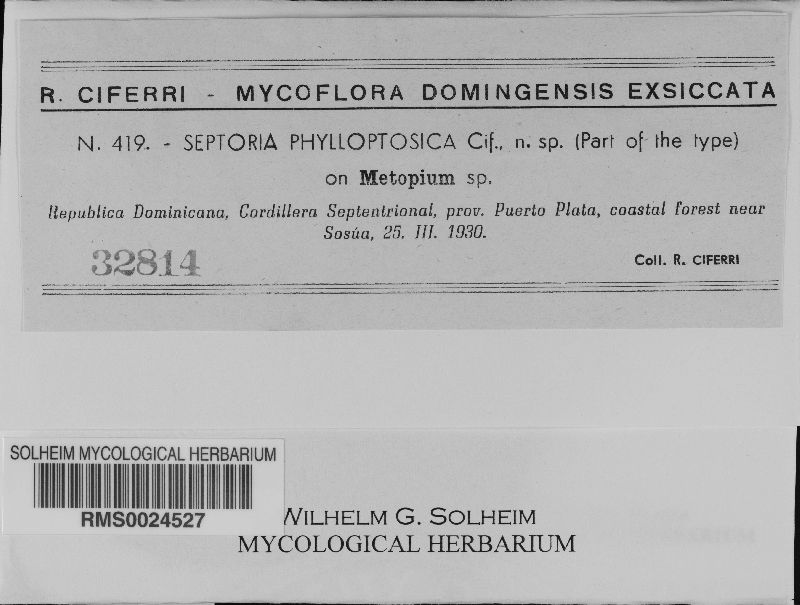 R. CIFERRI - MYCOFLORA DOMINGENSIS EXSICCATA
N. 419. - SEPTORIA PHYLLOPTOSICA Cif., n. sp. (Part of the type)
on Metopium sp.
Republica Dominicana, Cordillera Septentrional, prov. Puerto Plata, coastal forest near
Sosúa, 25. III. 1930.
32814
Coll. R. CIFERRI
SOLHEIM MYCOLOGICAL HERBARIUM
RMS0024527
WILHELM G. SOLHEIM
MYCOLOGICAL HERBARIUM